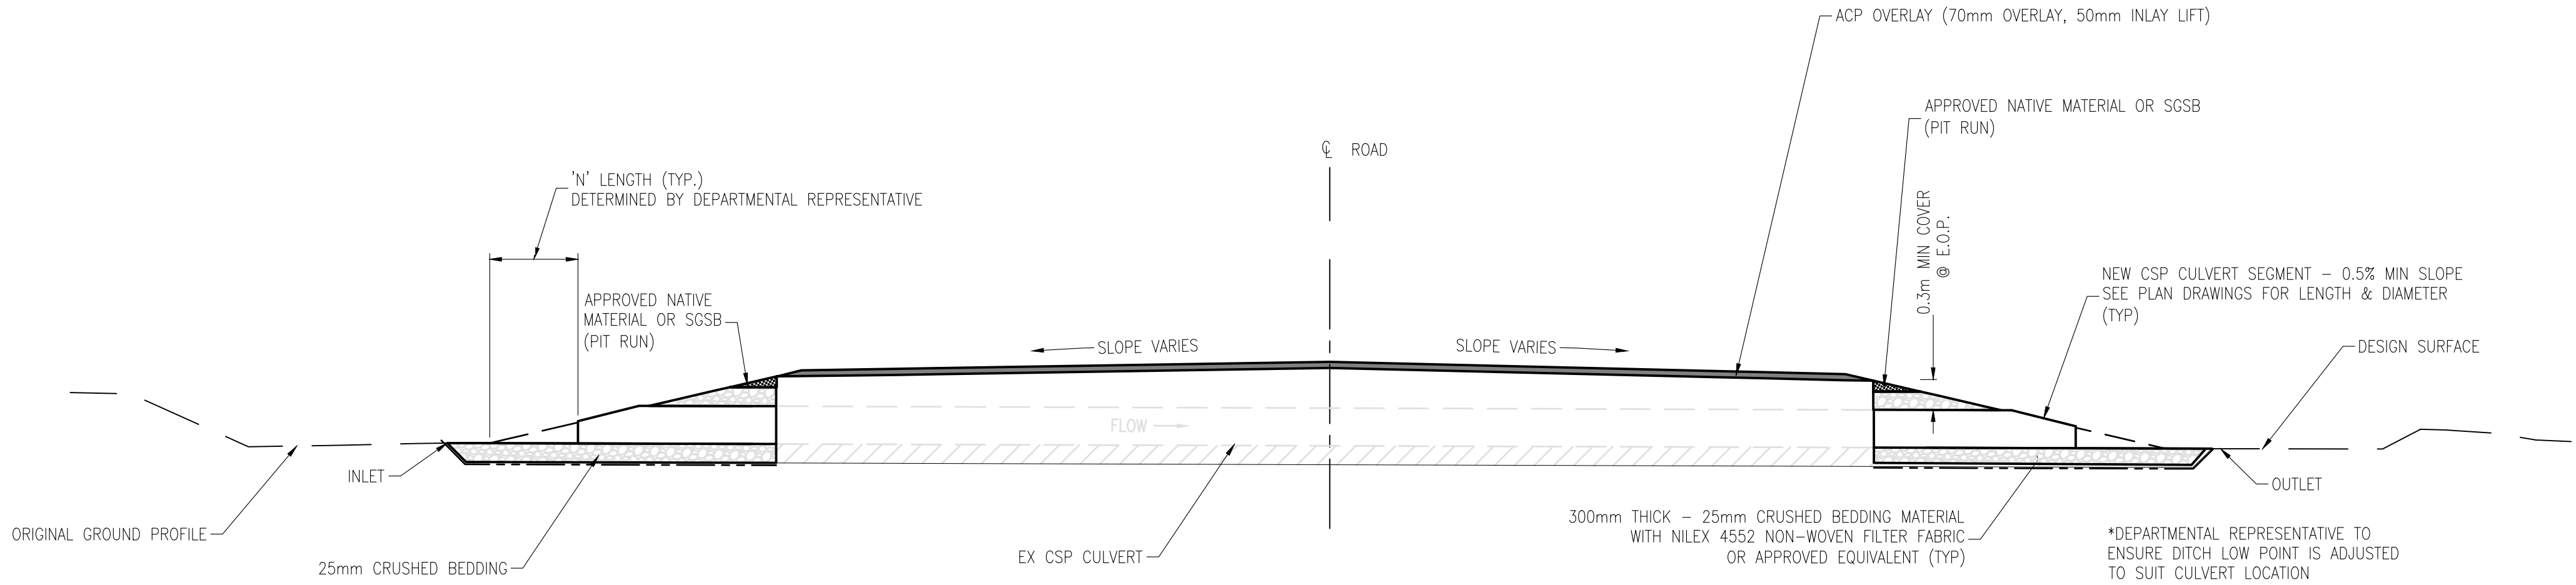 ACP OVERLAY (70mm OVERLAY, 50mm INLAY LIFT)
APPROVED NATIVE MATERIAL OR SGSB
(PIT RUN)
℄ ROAD
'N' LENGTH (TYP.)
DETERMINED BY DEPARTMENTAL REPRESENTATIVE
0.3m MIN COVER
@ E.O.P.
NEW CSP CULVERT SEGMENT – 0.5% MIN SLOPE
SEE PLAN DRAWINGS FOR LENGTH & DIAMETER
(TYP)
APPROVED NATIVE
MATERIAL OR SGSB
(PIT RUN)
SLOPE VARIES
SLOPE VARIES
DESIGN SURFACE
FLOW
INLET
OUTLET
ORIGINAL GROUND PROFILE
25mm CRUSHED BEDDING
EX CSP CULVERT
300mm THICK – 25mm CRUSHED BEDDING MATERIAL
WITH NILEX 4552 NON-WOVEN FILTER FABRIC
OR APPROVED EQUIVALENT (TYP)
*DEPARTMENTAL REPRESENTATIVE TO
ENSURE DITCH LOW POINT IS ADJUSTED
TO SUIT CULVERT LOCATION